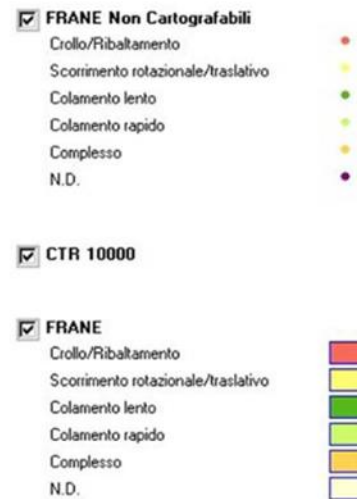 FRANE Non Cartografabili
Crollo/Ribaltamento
Scorrimento rotazionale/traslativo
Colamento lento
Colamento rapido
Complesso
N.D.
CTR 10000
FRANE
Crollo/Ribaltamento
Scorrimento rotazionale/traslativo
Colamento lento
Colamento rapido
Complesso
N.D.